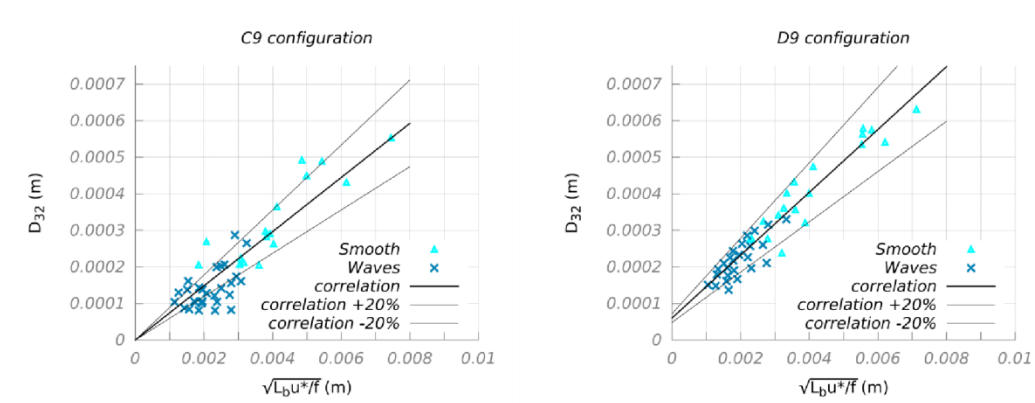 C9 configuration
0.0007
0.0006
0.0005
0.0004
0.0003
0.0002
0.0001
0
D32 (m)
Smooth
Waves
correlation
correlation +20%
correlation -20%
0 0.002 0.004 0.006 0.008 0.01
√Lbu*/f (m)
D9 configuration
0.0007
0.0006
0.0005
0.0004
0.0003
0.0002
0.0001
0
D32 (m)
Smooth
Waves
correlation
correlation +20%
correlation -20%
0 0.002 0.004 0.006 0.008 0.01
√Lbu*/f (m)